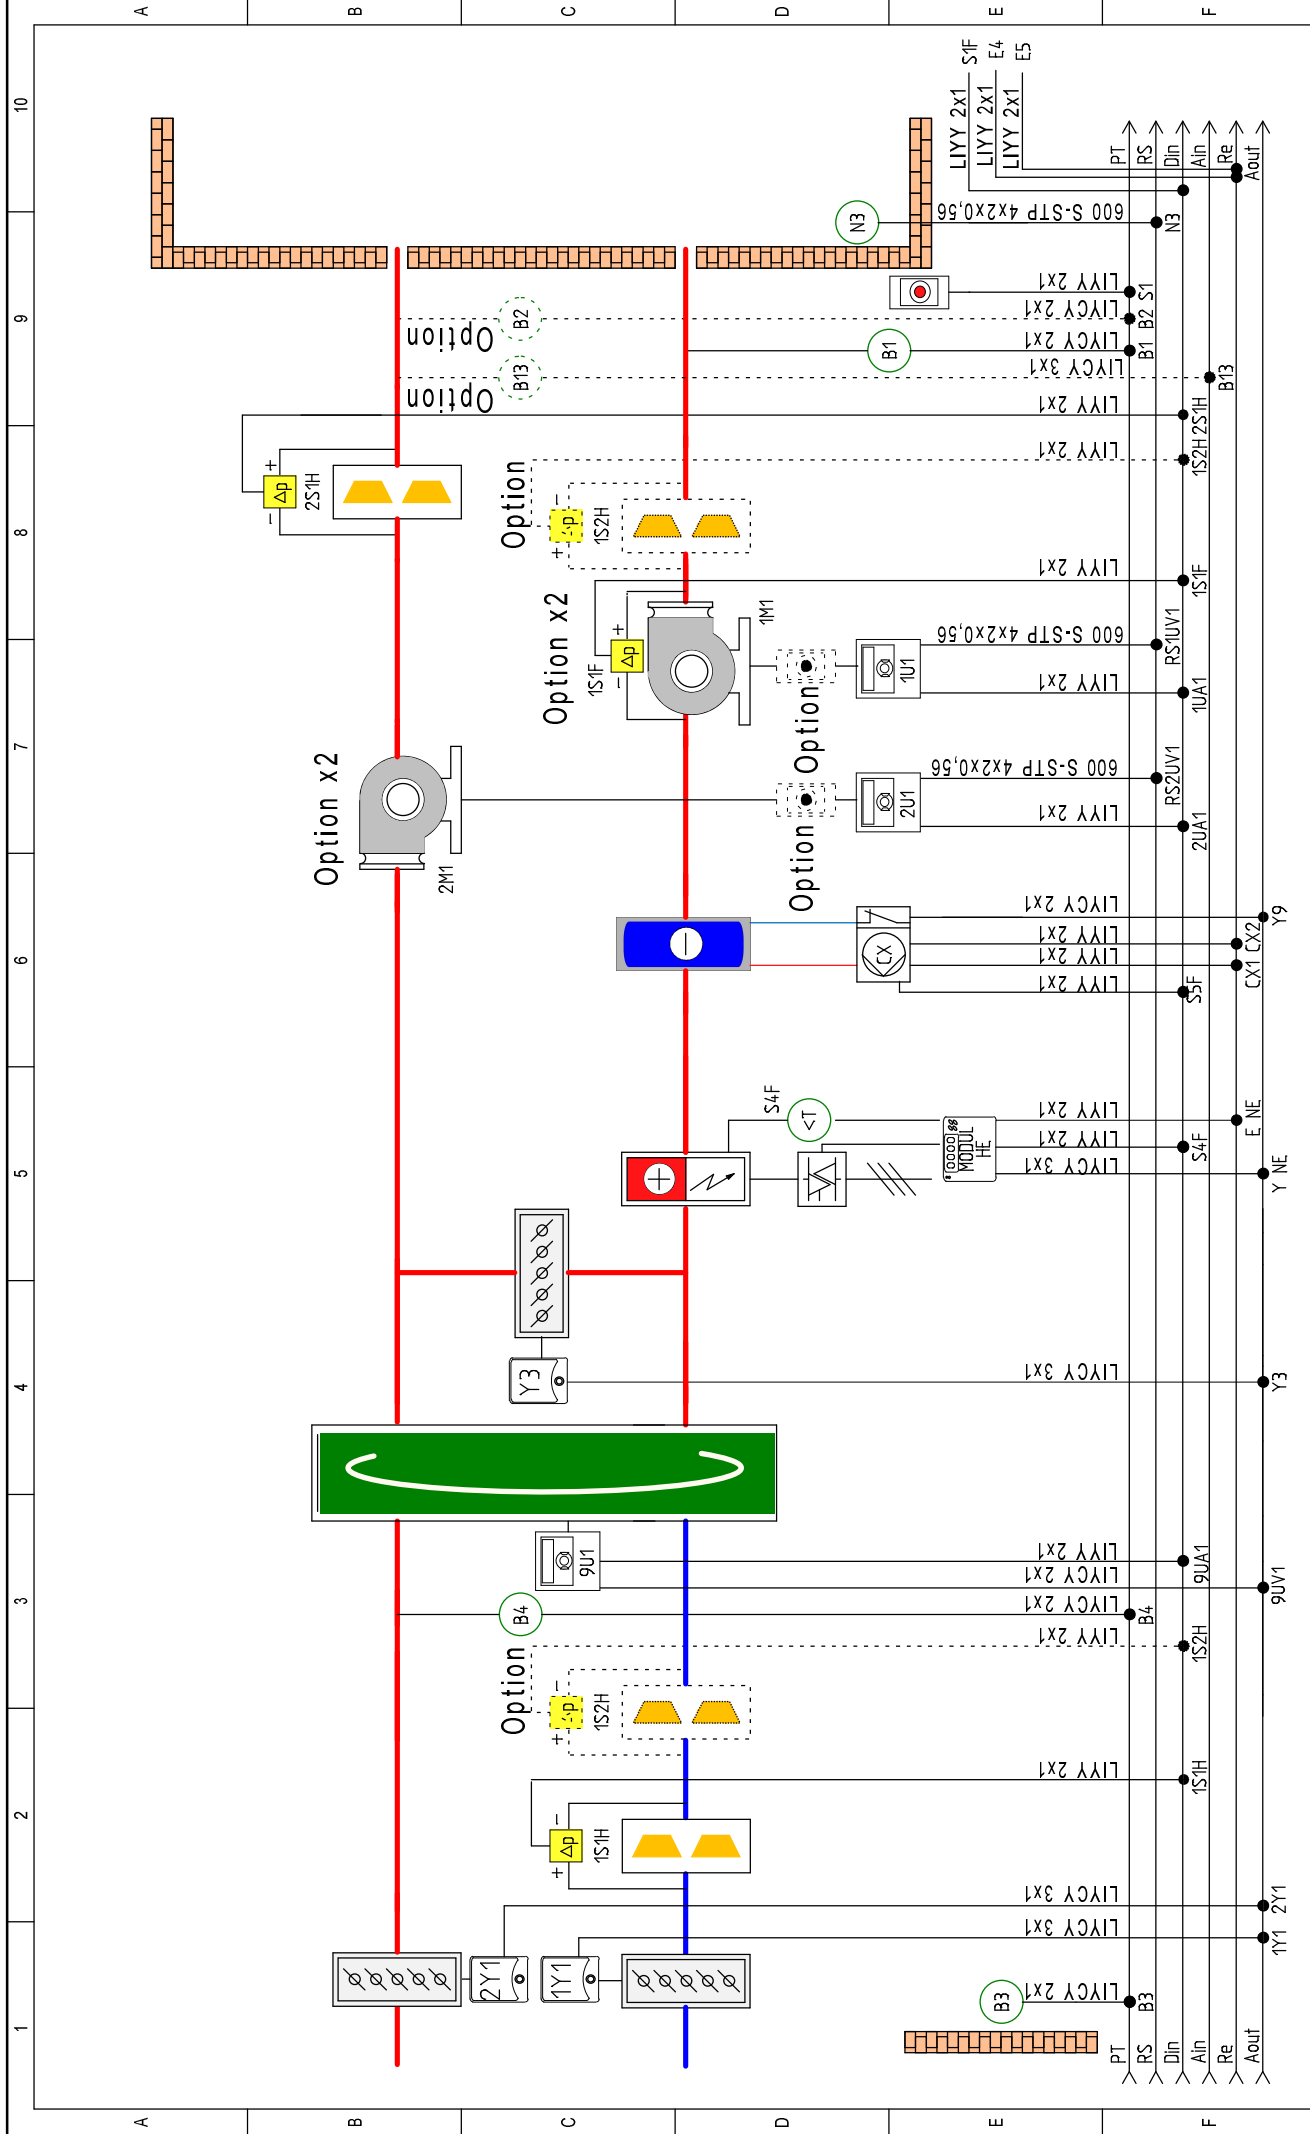 1 2 3 4 5 6 7 8 9 10
A A
- Δp +
2S1H
Option x2
B B
2M1
Option Option
2Y1
Option Option
B4 B13 B2
Y3
1Y1
+ Δp -
+ Δp -
+ Δp -
Option x2
C C
9U1
1S1H 1S2H 1S2H
1S1F
- Δp +
1M1
S4F
D D
Option Option
<T
N3
CX
B1
2U1 1U1
0000 88
MODUL
HE
B3
E E
S1F
E4
E5
LIYY 2x1
LIYY 2x1
LIYY 2x1
LIYCY 2x1
LIYCY 3x1
LIYCY 3x1
LIYY 2x1
LIYY 2x1
LIYCY 2x1
LIYCY 2x1
LIYY 2x1
LIYCY 3x1
LIYCY 3x1
LIYY 2x1
LIYY 2x1
LIYY 2x1
LIYY 2x1
LIYY 2x1
LIYCY 2x1
LIYY 2x1
600 S-STP 4x2x0,56
LIYY 2x1
600 S-STP 4x2x0,56
LIYY 2x1
LIYY 2x1
LIYY 2x1
LIYCY 3x1
LIYCY 2x1
LIYCY 2x1
LIYY 2x1
600 S-STP 4x2x0,56
PT PT
B3 B4 B1 B2 S1
RS RS
RS2UV1 RS1UV1 N3
Din Din
1S1H 1S2H 9UA1 S4F S5F 2UA1 1UA1 1S1F 1S2H 2S1H
Ain Ain
B13
Re Re
E NE CX1 CX2
Aout Aout
1Y1 2Y1 9UV1 Y3 Y NE Y9
F F